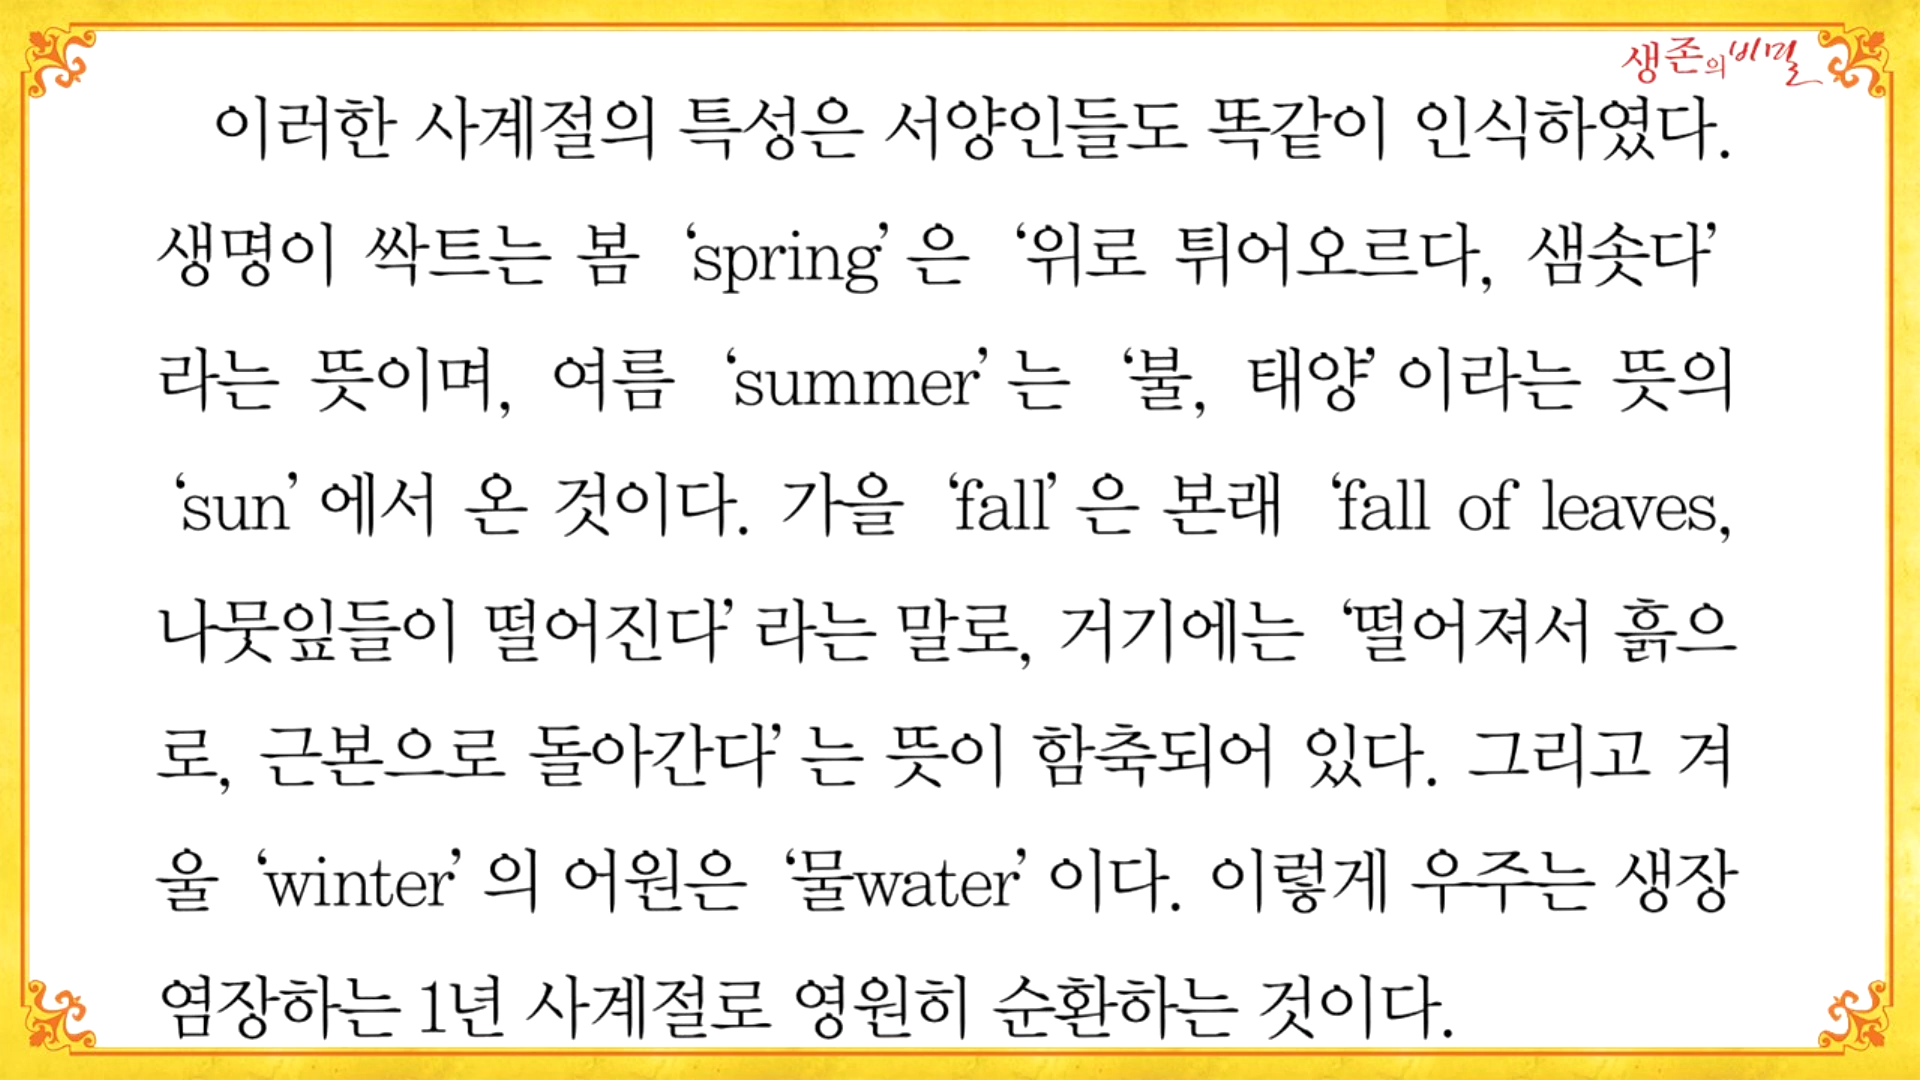 생존의 비밀
이러한 사계절의 특성은 서양인들도 똑같이 인식하였다.
생명이 싹트는 봄 ‘spring’은 ‘위로 튀어오르다, 샘솟다’
라는 뜻이며, 여름 ‘summer’는 ‘불, 태양’이라는 뜻의
‘sun’에서 온 것이다. 가을 ‘fall’은 본래 ‘fall of leaves,
나뭇잎들이 떨어진다’라는 말로, 거기에는 ‘떨어져서 흙으
로, 근본으로 돌아간다’는 뜻이 함축되어 있다. 그리고 겨
울 ‘winter’의 어원은 ‘물water’이다. 이렇게 우주는 생장
염장하는 1년 사계절로 영원히 순환하는 것이다.